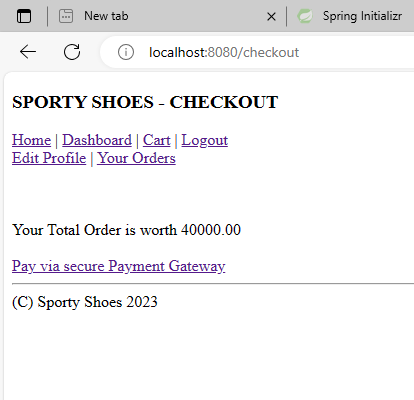 New tab
Spring Initializr
localhost:8080/checkout
SPORTY SHOES - CHECKOUT
Home | Dashboard | Cart | Logout
Edit Profile | Your Orders
Your Total Order is worth 40000.00
Pay via secure Payment Gateway
(C) Sporty Shoes 2023